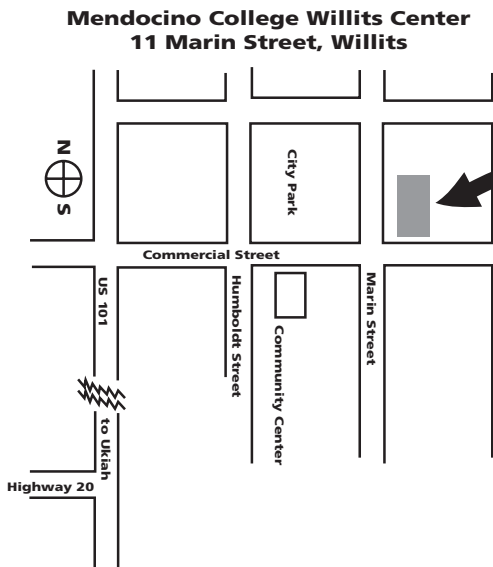 Mendocino College Willits Center
11 Marin Street, Willits
N
S
City Park
Commercial Street
US 101
Humboldt Street
Community Center
Marin Street
to Ukiah
Highway 20